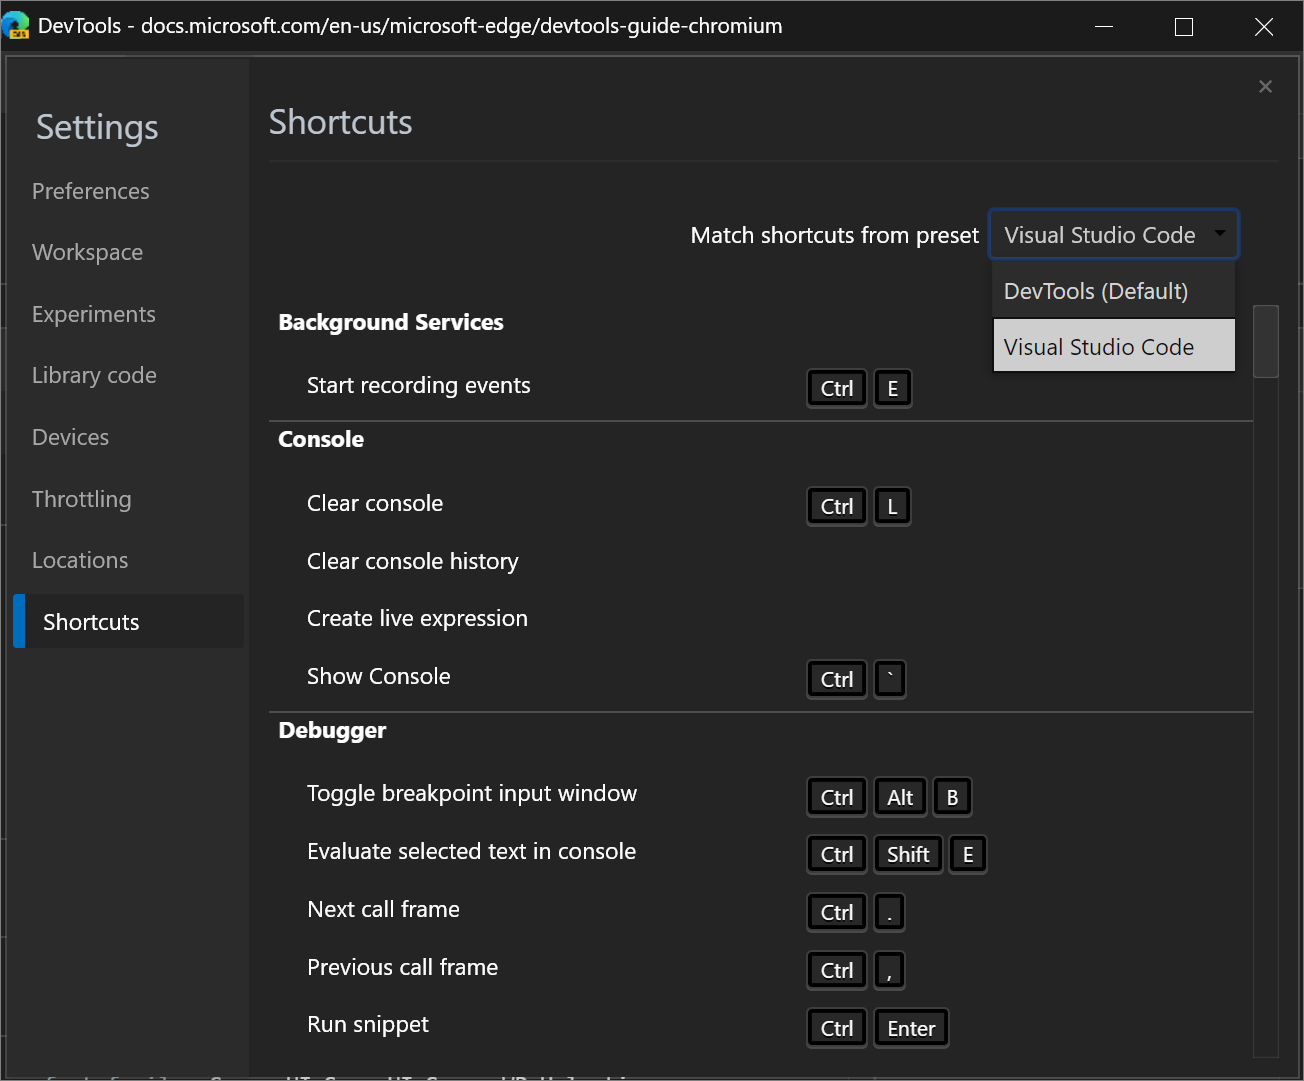 DevTools - docs.microsoft.com/en-us/microsoft-edge/devtools-guide-chromium
Settings
Preferences
Workspace
Experiments
Library code
Devices
Throttling
Locations
Shortcuts
Shortcuts
Match shortcuts from preset Visual Studio Code
DevTools (Default)
Visual Studio Code
Background Services
Start recording events Ctrl E
Console
Clear console Ctrl L
Clear console history
Create live expression
Show Console Ctrl `
Debugger
Toggle breakpoint input window Ctrl Alt B
Evaluate selected text in console Ctrl Shift E
Next call frame Ctrl .
Previous call frame Ctrl ,
Run snippet Ctrl Enter